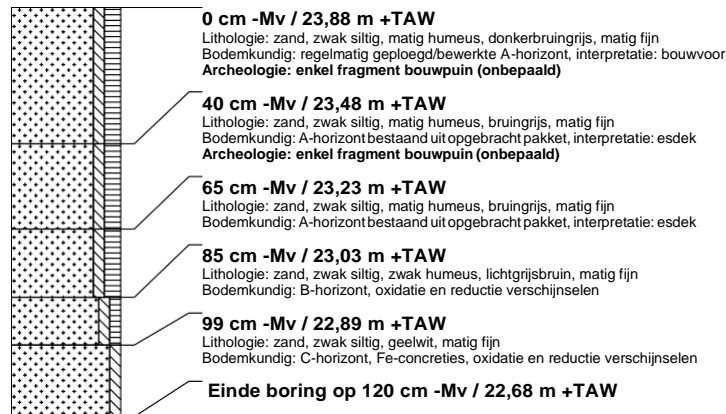 0 cm -Mv / 23,88 m +TAW
Lithologie: zand, zwak siltig, matig humeus, donkerbruingrijs, matig fijn
Bodemkundig: regelmatig geploegd/bewerkte A-horizont, interpretatie: bouwvoor
Archeologie: enkel fragment bouwpuin (onbepaald)
40 cm -Mv / 23,48 m +TAW
Lithologie: zand, zwak siltig, matig humeus, bruingrijs, matig fijn
Bodemkundig: A-horizont bestaand uit opgebracht pakket, interpretatie: esdek
Archeologie: enkel fragment bouwpuin (onbepaald)
65 cm -Mv / 23,23 m +TAW
Lithologie: zand, zwak siltig, matig humeus, bruingrijs, matig fijn
Bodemkundig: A-horizont bestaand uit opgebracht pakket, interpretatie: esdek
85 cm -Mv / 23,03 m +TAW
Lithologie: zand, zwak siltig, zwak humeus, lichtgrijsbruin, matig fijn
Bodemkundig: B-horizont, oxidatie en reductie verschijnselen
99 cm -Mv / 22,89 m +TAW
Lithologie: zand, zwak siltig, geelwit, matig fijn
Bodemkundig: C-horizont, Fe-concreties, oxidatie en reductie verschijnselen
Einde boring op 120 cm -Mv / 22,68 m +TAW